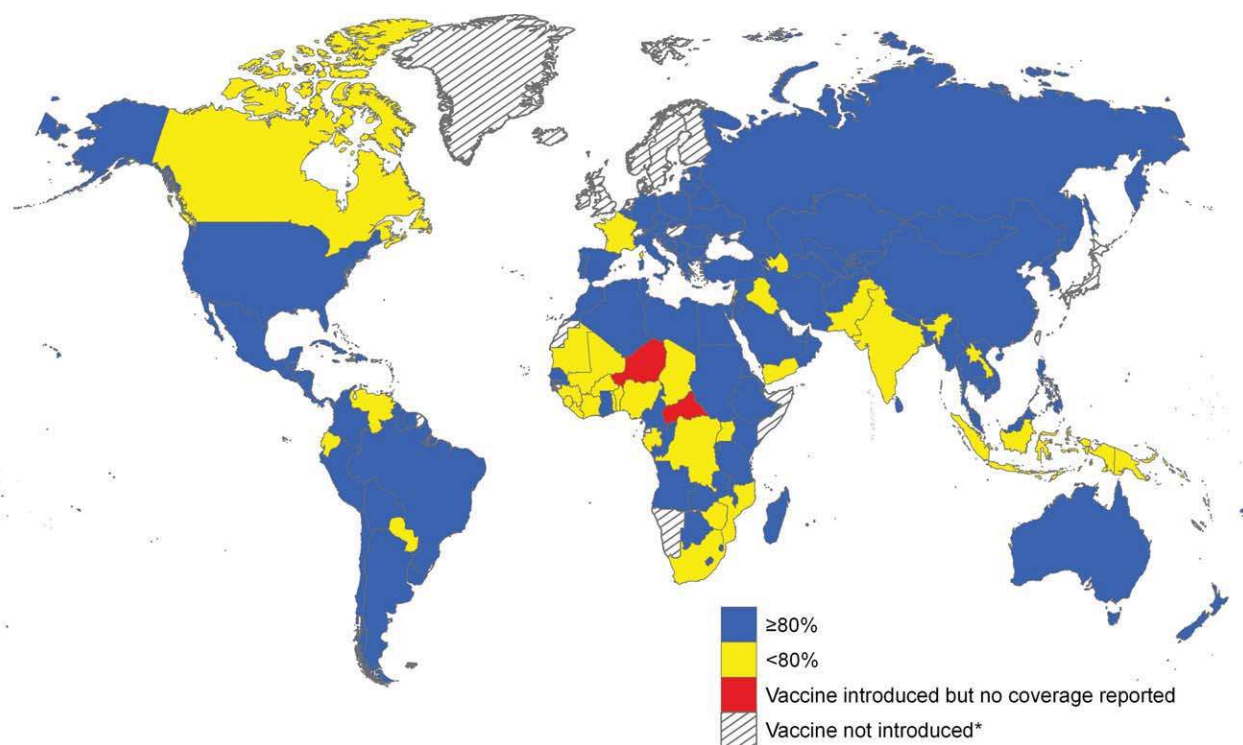 ≥80%
<80%
Vaccine introduced but no coverage reported
Vaccine not introduced*